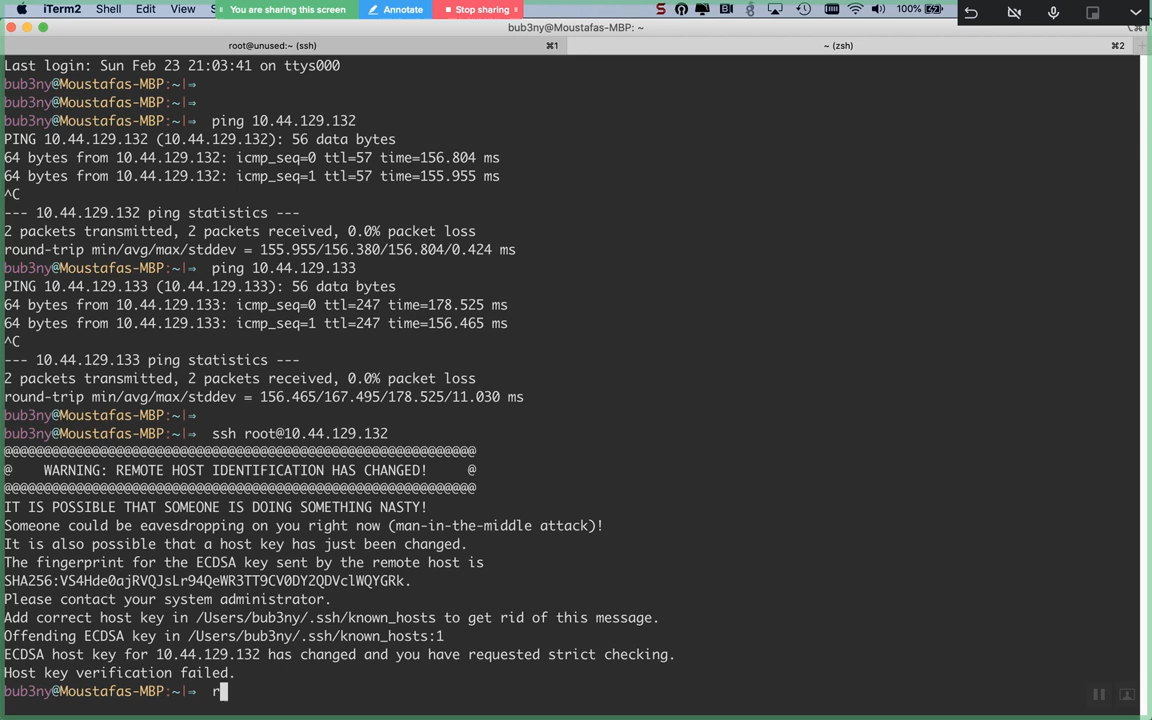 iTerm2 Shell Edit View You are sharing this screen Annotate Stop sharing 100%
bub3ny@Moustafas-MBP: ~
root@unused:~ (ssh) ⌘1 ~ (zsh) ⌘2
Last login: Sun Feb 23 21:03:41 on ttys000
bub3ny@Moustafas-MBP:~|⇒
bub3ny@Moustafas-MBP:~|⇒
bub3ny@Moustafas-MBP:~|⇒ ping 10.44.129.132
PING 10.44.129.132 (10.44.129.132): 56 data bytes
64 bytes from 10.44.129.132: icmp_seq=0 ttl=57 time=156.804 ms
64 bytes from 10.44.129.132: icmp_seq=1 ttl=57 time=155.955 ms
^C
--- 10.44.129.132 ping statistics ---
2 packets transmitted, 2 packets received, 0.0% packet loss
round-trip min/avg/max/stddev = 155.955/156.380/156.804/0.424 ms
bub3ny@Moustafas-MBP:~|⇒ ping 10.44.129.133
PING 10.44.129.133 (10.44.129.133): 56 data bytes
64 bytes from 10.44.129.133: icmp_seq=0 ttl=247 time=178.525 ms
64 bytes from 10.44.129.133: icmp_seq=1 ttl=247 time=156.465 ms
^C
--- 10.44.129.133 ping statistics ---
2 packets transmitted, 2 packets received, 0.0% packet loss
round-trip min/avg/max/stddev = 156.465/167.495/178.525/11.030 ms
bub3ny@Moustafas-MBP:~|⇒
bub3ny@Moustafas-MBP:~|⇒ ssh root@10.44.129.132
@@@@@@@@@@@@@@@@@@@@@@@@@@@@@@@@@@@@@@@@@@@@@@@@@@@@@@@@@@@
@    WARNING: REMOTE HOST IDENTIFICATION HAS CHANGED!     @
@@@@@@@@@@@@@@@@@@@@@@@@@@@@@@@@@@@@@@@@@@@@@@@@@@@@@@@@@@@
IT IS POSSIBLE THAT SOMEONE IS DOING SOMETHING NASTY!
Someone could be eavesdropping on you right now (man-in-the-middle attack)!
It is also possible that a host key has just been changed.
The fingerprint for the ECDSA key sent by the remote host is
SHA256:VS4Hde0ajRVQJsLr94QeWR3TT9CV0DY2QDVclWQYGRk.
Please contact your system administrator.
Add correct host key in /Users/bub3ny/.ssh/known_hosts to get rid of this message.
Offending ECDSA key in /Users/bub3ny/.ssh/known_hosts:1
ECDSA host key for 10.44.129.132 has changed and you have requested strict checking.
Host key verification failed.
bub3ny@Moustafas-MBP:~|⇒ r